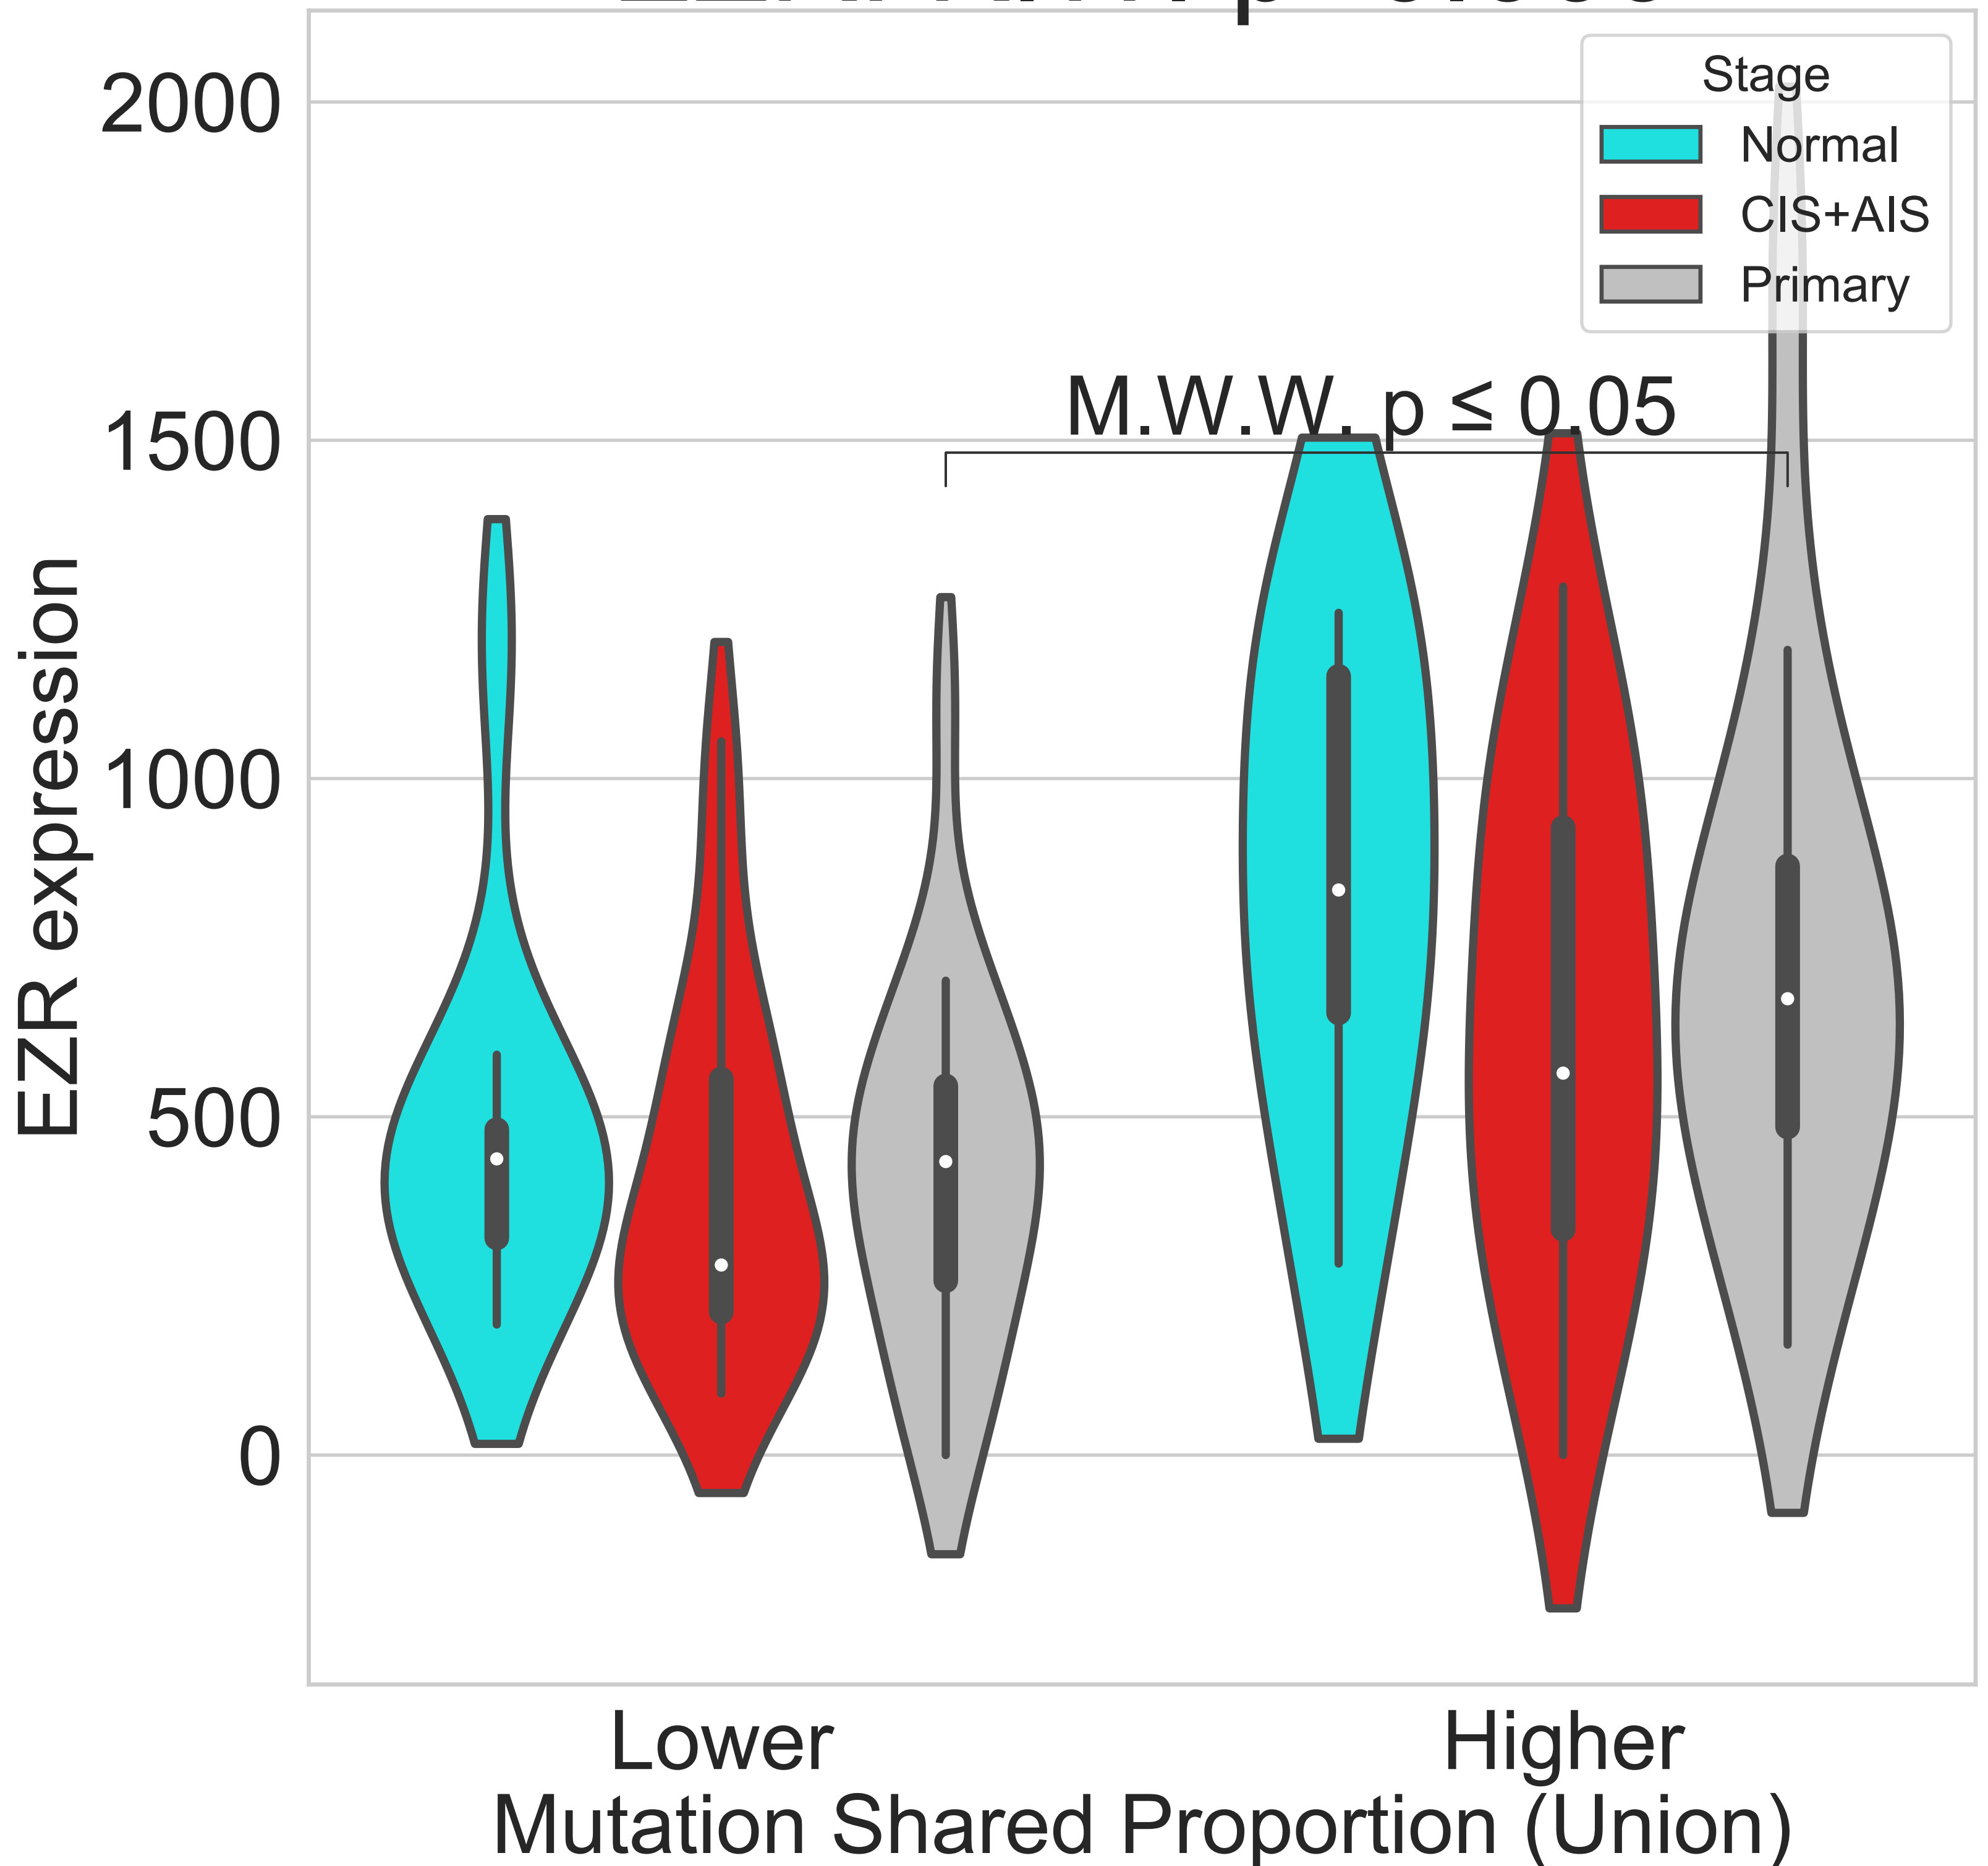 Stage
Normal
CIS+AIS
Primary
M.W.W. p ≤ 0.05
2000
1500
1000
500
0
EZR expression
Lower
Higher
Mutation Shared Proportion (Union)